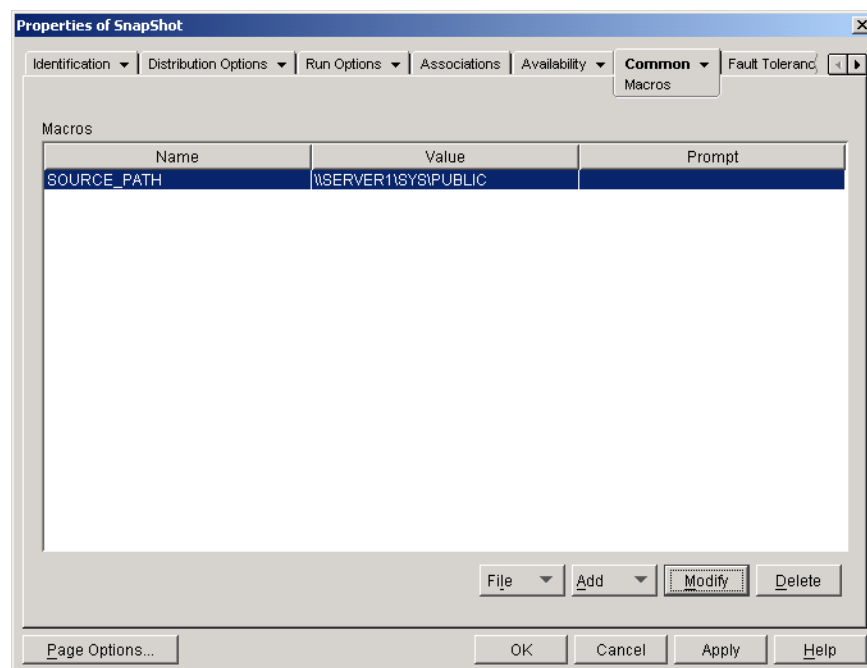 Properties of SnapShot
Identification Distribution Options Run Options Associations Availability Common Fault Toleranc
Macros
Macros
Name Value Prompt
SOURCE_PATH \\SERVER1\SYS\PUBLIC
File Add Modify Delete
Page Options... OK Cancel Apply Help